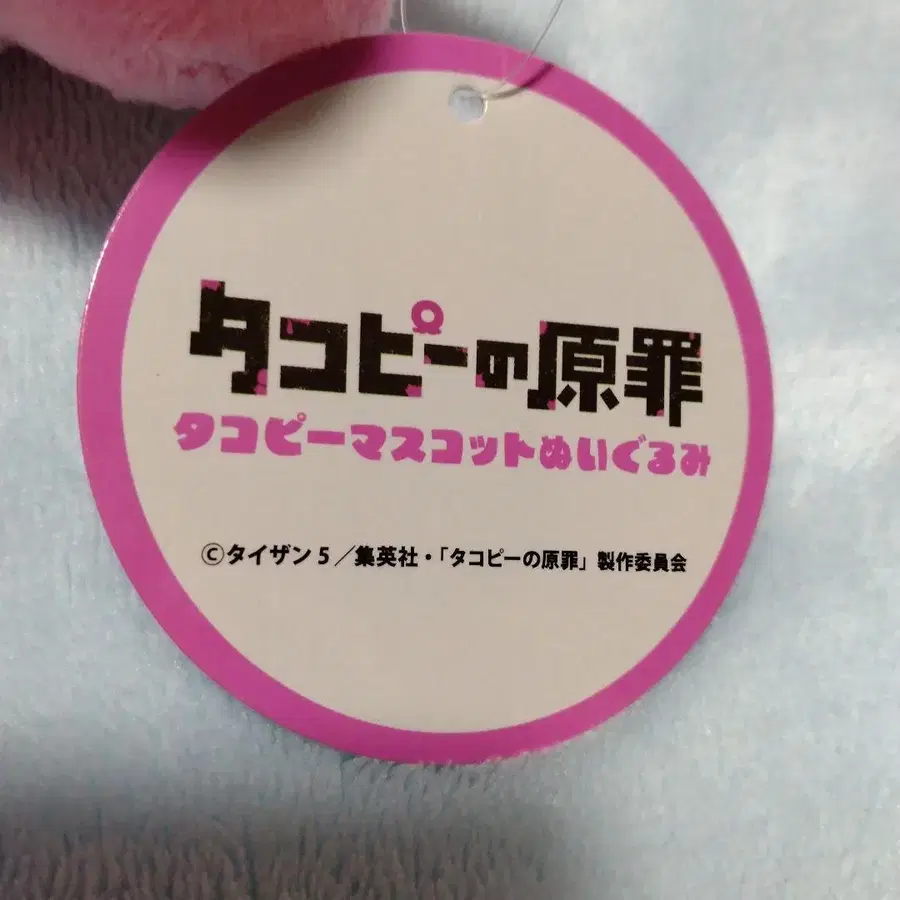 タコピーの原罪
タコピーマスコットぬいぐるみ
©タイザン5／集英社・「タコピーの原罪」製作委員会